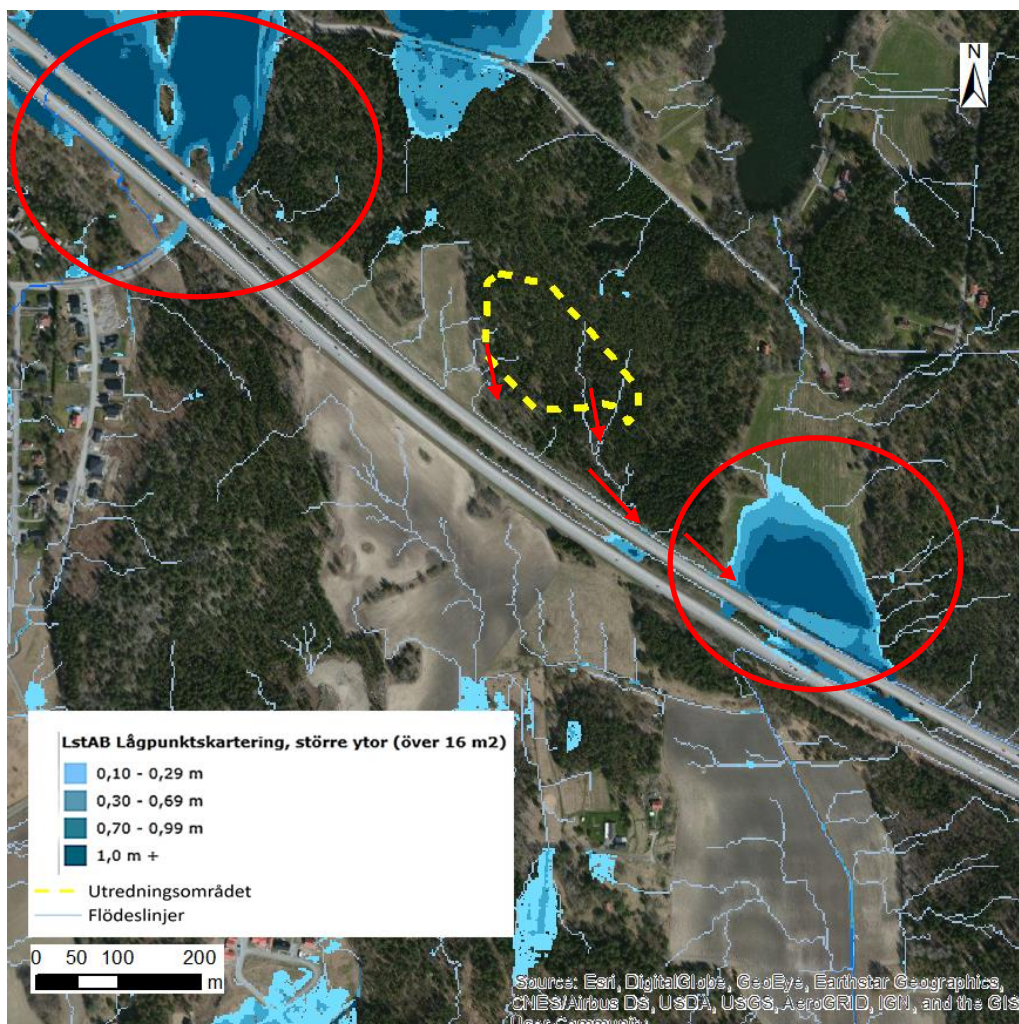 N
LstAB Lågpunktskartering, större ytor (över 16 m2)
0,10 - 0,29 m
0,30 - 0,69 m
0,70 - 0,99 m
1,0 m +
Utredningsområdet
Flödeslinjer
0 50 100 200
m
Source: Esri, DigitalGlobe, GeoEye, Earthstar Geographics,
CNES/Airbus DS, USDA, USGS, AeroGRID, IGN, and the GIS
User Community